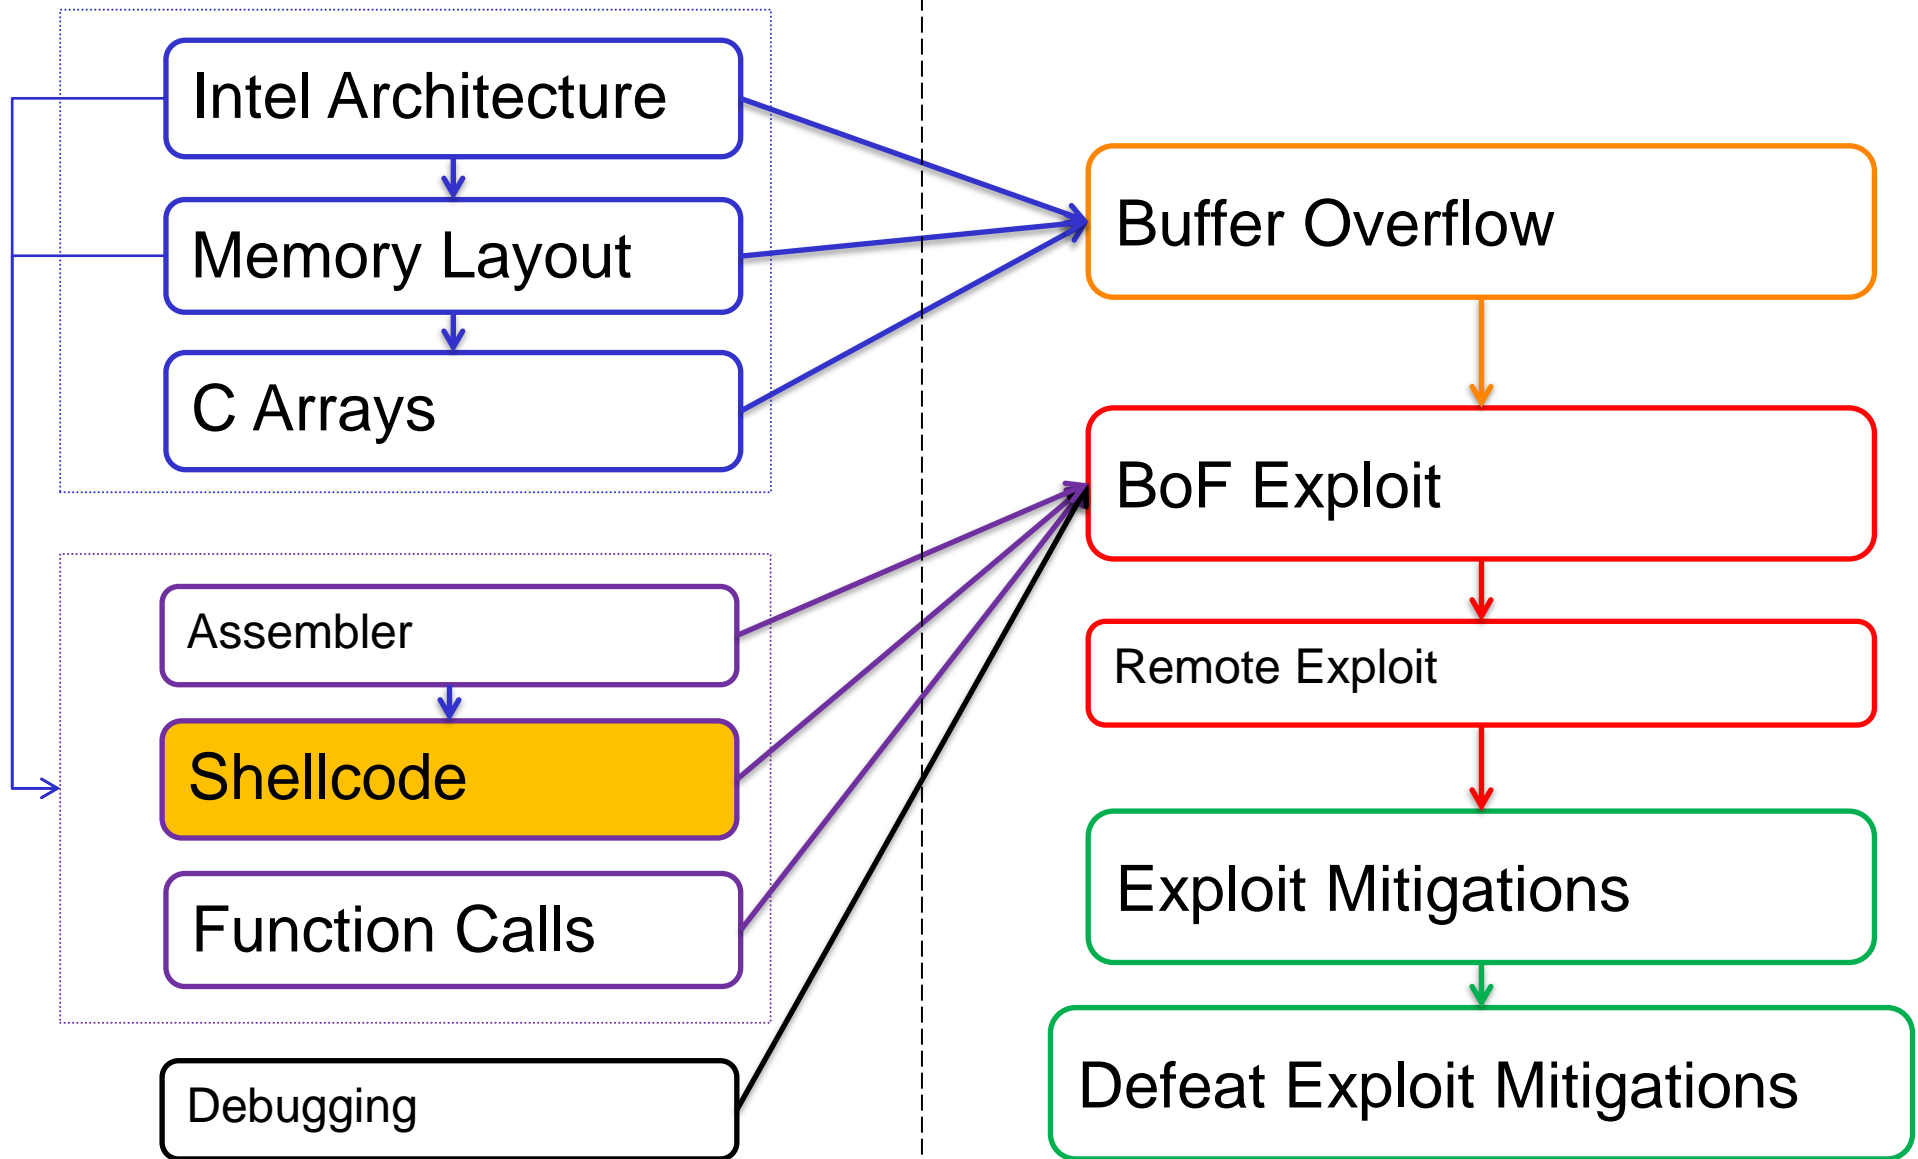 Intel Architecture
Memory Layout
C Arrays
Assembler
Shellcode
Function Calls
Debugging
Buffer Overflow
BoF Exploit
Remote Exploit
Exploit Mitigations
Defeat Exploit Mitigations